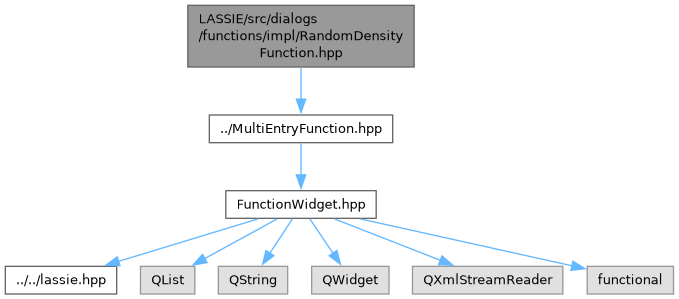 LASSIE/src/dialogs
/functions/impl/RandomDensity
Function.hpp
../MultiEntryFunction.hpp
FunctionWidget.hpp
../../lassie.hpp
QList
QString
QWidget
QXmlStreamReader
functional